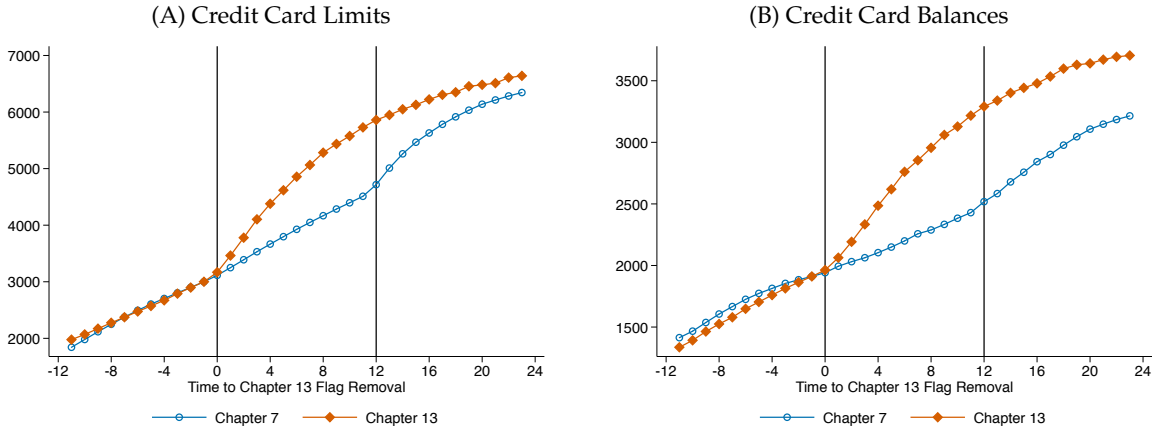 (A) Credit Card Limits
7000
6000
5000
4000
3000
2000
-12 -8 -4 0 4 8 12 16 20 24
Time to Chapter 13 Flag Removal
Chapter 7 Chapter 13
(B) Credit Card Balances
3500
3000
2500
2000
1500
-12 -8 -4 0 4 8 12 16 20 24
Time to Chapter 13 Flag Removal
Chapter 7 Chapter 13